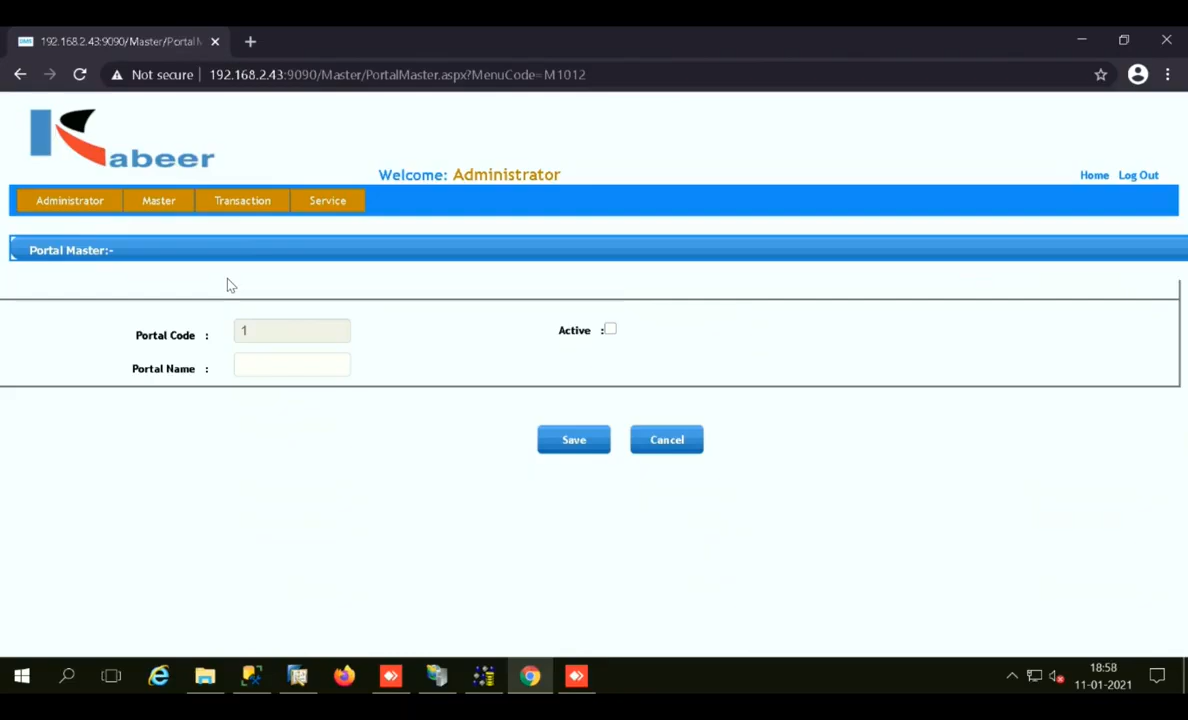 192.168.2.43:9090/Master/Portal M
Not secure 192.168.2.43:9090/Master/PortalMaster.aspx?MenuCode=M1012
Kabeer
Welcome: Administrator
Home Log Out
Administrator Master Transaction Service
Portal Master:-
Portal Code : 1
Active :
Portal Name :
Save Cancel
18:58
11-01-2021